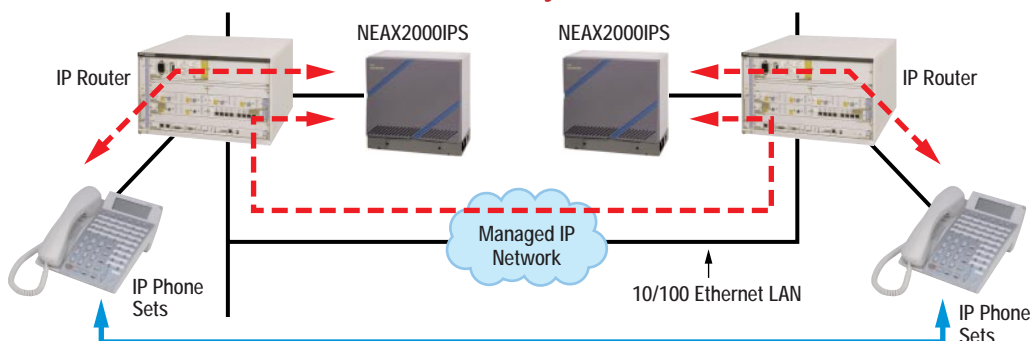 NEAX2000IPS
NEAX2000IPS
IP Router
IP Router
Managed IP
Network
10/100 Ethernet LAN
IP Phone
Sets
IP Phone
Sets